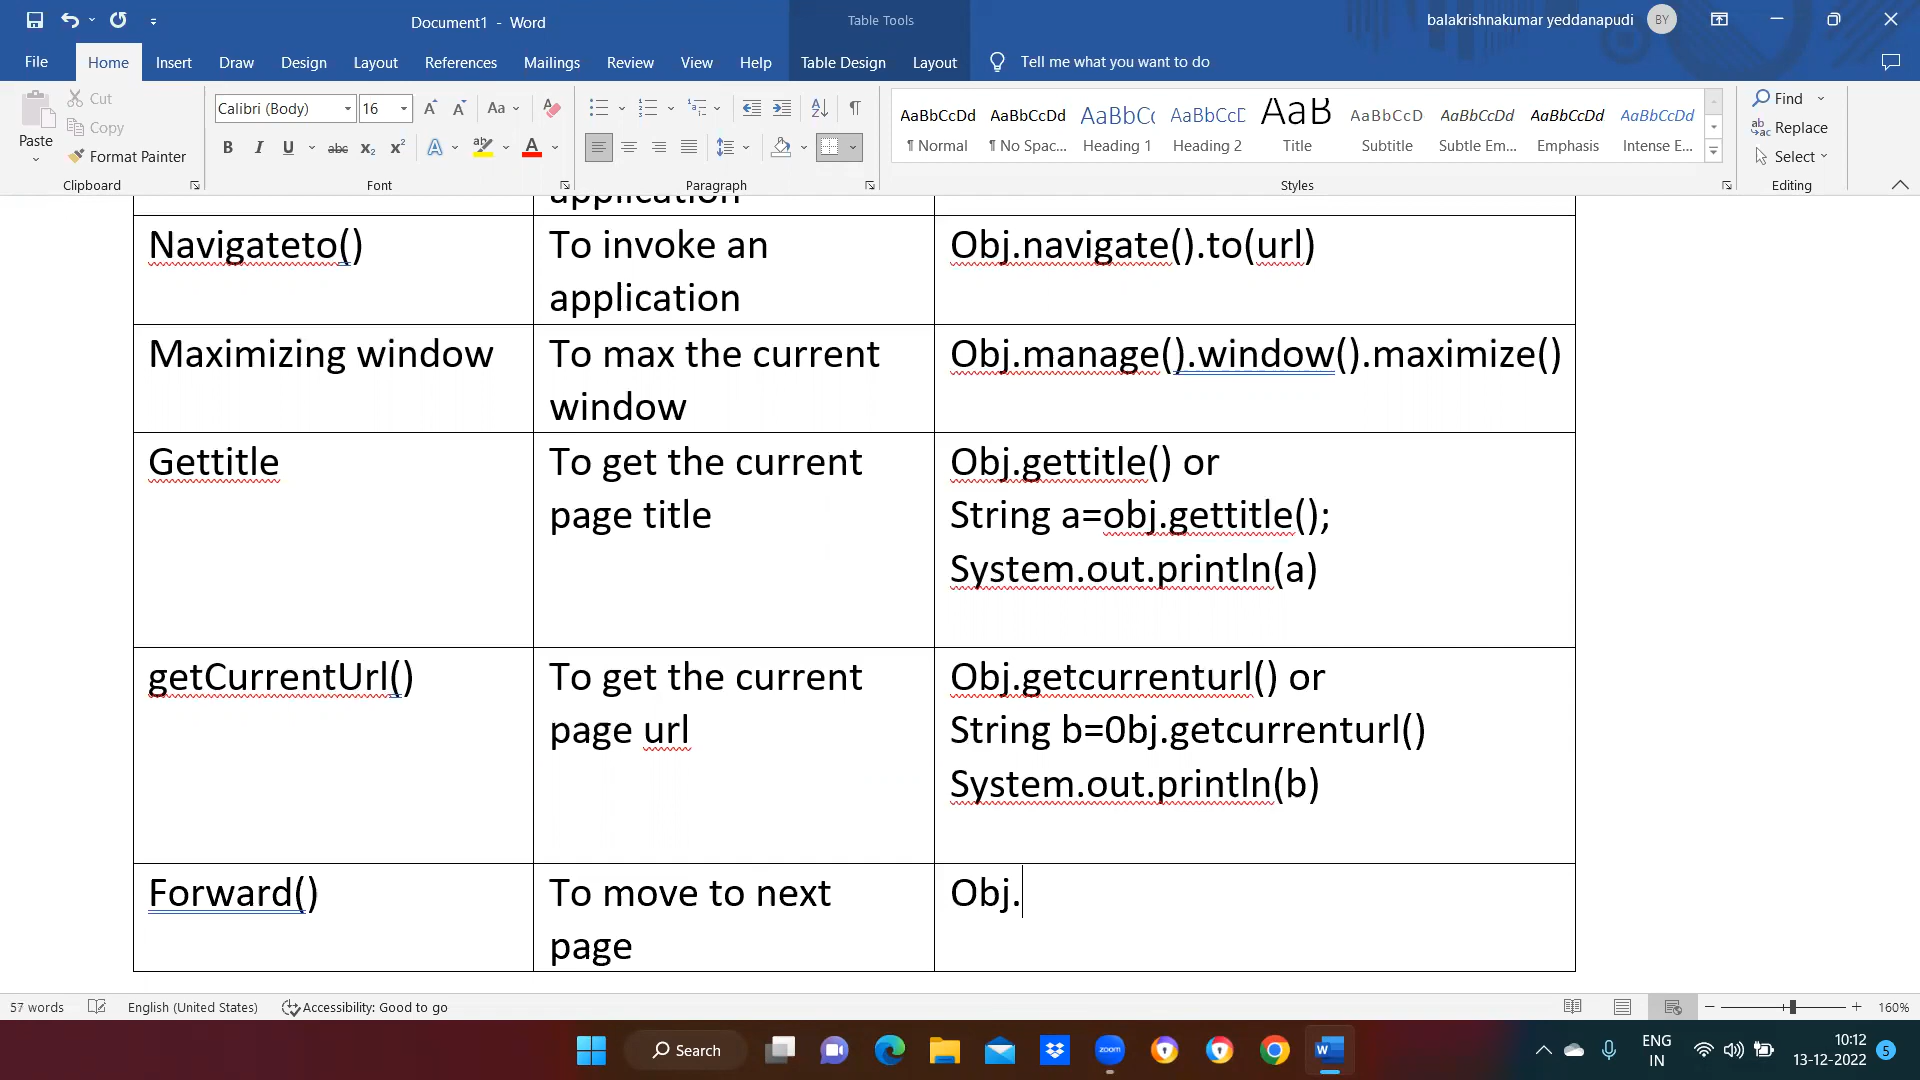 Document1 - Word
Table Tools
balakrishnakumar yeddanapudi
BY
File
Home
Insert
Draw
Design
Layout
References
Mailings
Review
View
Help
Table Design
Layout
Tell me what you want to do
Paste
Cut
Copy
Format Painter
Clipboard
Calibri (Body)
16
Font
Paragraph
AaBbCcDd
¶ Normal
AaBbCcDd
¶ No Spac...
AaBbCc
Heading 1
AaBbCcD
Heading 2
AaB
Title
AaBbCcD
Subtitle
AaBbCcDd
Subtle Em...
AaBbCcDd
Emphasis
AaBbCcDd
Intense E...
Styles
Find
Replace
Select
Editing
application
Navigateto()
To invoke an
application
Obj.navigate().to(url)
Maximizing window
To max the current
window
Obj.manage().window().maximize()
Gettitle
To get the current
page title
Obj.gettitle() or
String a=obj.gettitle();
System.out.println(a)
getCurrentUrl()
To get the current
page url
Obj.getcurrenturl() or
String b=0bj.getcurrenturl()
System.out.println(b)
Forward()
To move to next
page
Obj.
57 words
English (United States)
Accessibility: Good to go
160%
Search
zoom
ENG
IN
10:12
13-12-2022
5